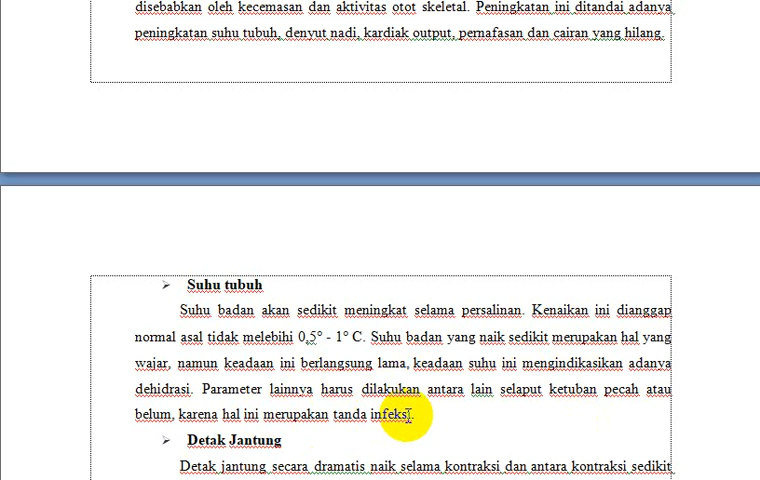 disebabkan oleh kecemasan dan aktivitas otot skeletal. Peningkatan ini ditandai adanya
peningkatan suhu tubuh, denyut nadi, kardiak output, pernafasan dan cairan yang hilang.
➢ Suhu tubuh
Suhu badan akan sedikit meningkat selama persalinan. Kenaikan ini dianggap
normal asal tidak melebihi 0,5° - 1° C. Suhu badan yang naik sedikit merupakan hal yang
wajar, namun keadaan ini berlangsung lama, keadaan suhu ini mengindikasikan adanya
dehidrasi. Parameter lainnya harus dilakukan antara lain selaput ketuban pecah atau
belum, karena hal ini merupakan tanda infeksi.
➢ Detak Jantung
Detak jantung secara dramatis naik selama kontraksi dan antara kontraksi sedikit